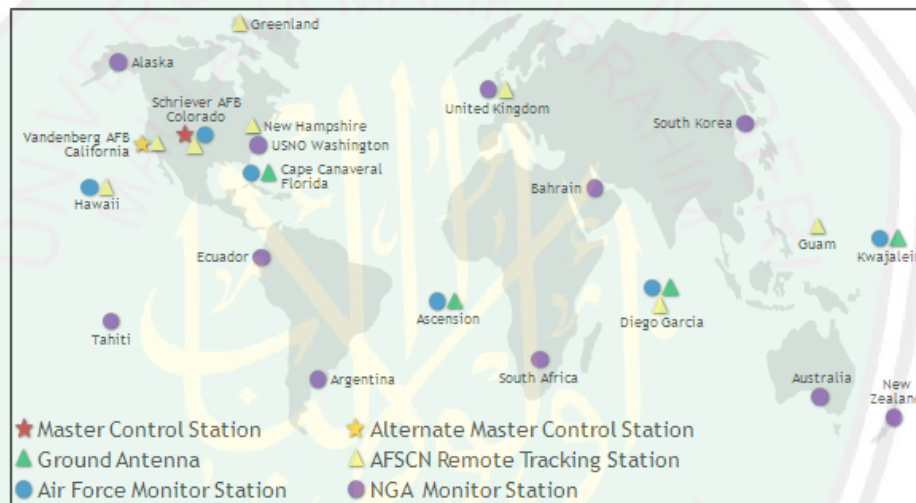 Greenland
Alaska
Schriever AFB
Colorado
United Kingdom
New Hampshire
South Korea
Vandenberg AFB
California
USNO Washington
Cape Canaveral
Florida
Bahrain
Hawaii
Guam
Ecuador
Kwajalein
Ascension
Diego Garcia
Tahiti
Argentina
South Africa
Australia
New
Zealand
Master Control Station
Alternate Master Control Station
Ground Antenna
AFSCN Remote Tracking Station
Air Force Monitor Station
NGA Monitor Station